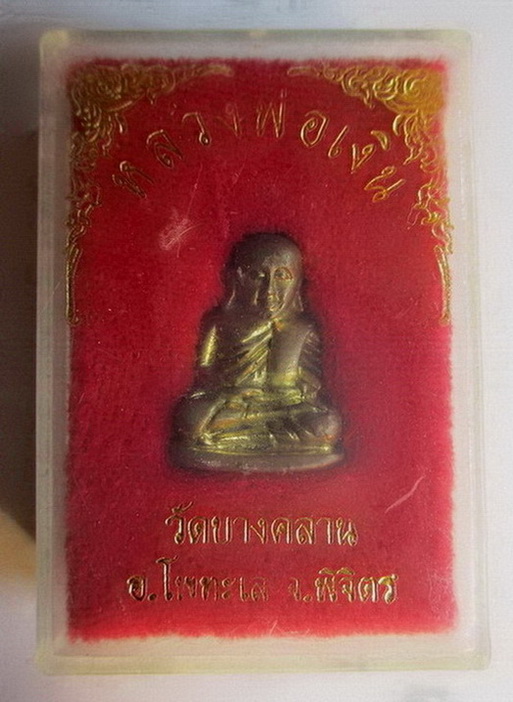 หลวงพ่อเงิน
วัดบางคลาน
อ.โพทะเล จ.พิจิตร